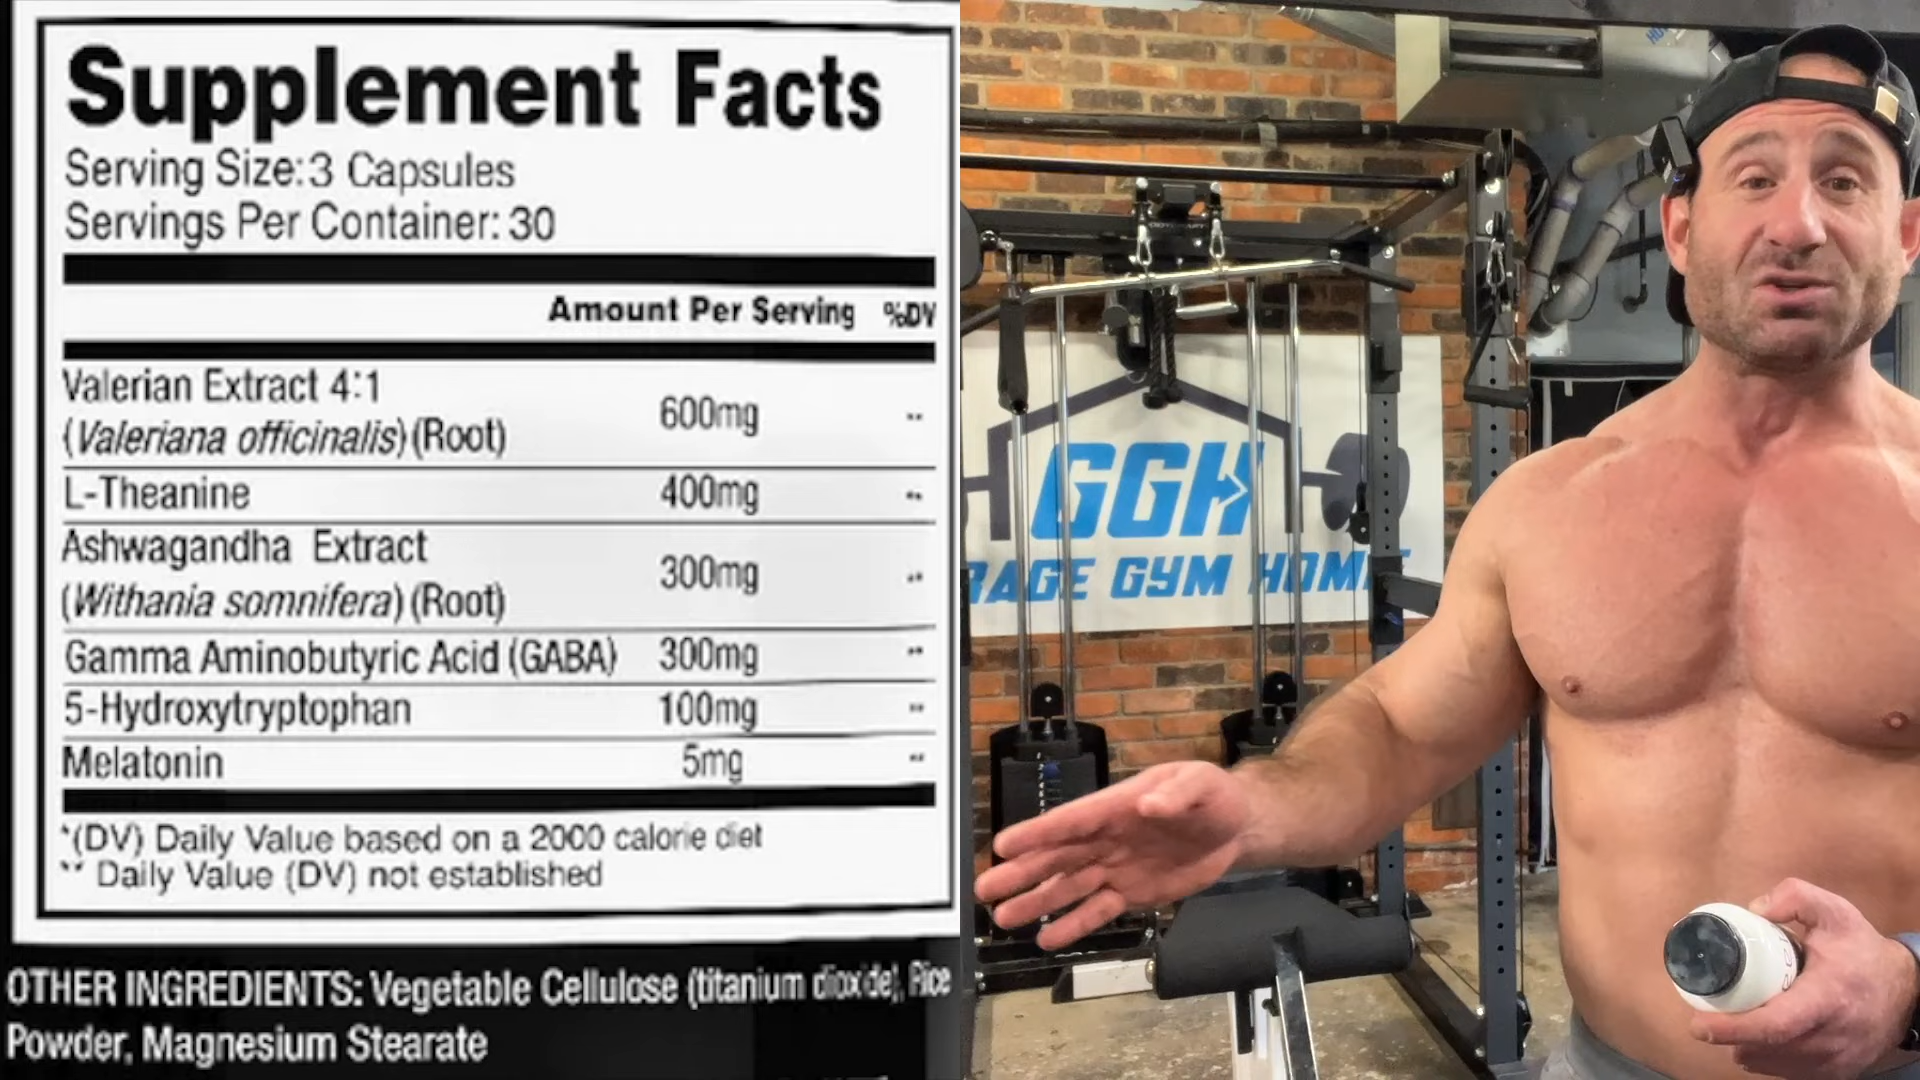 Supplement Facts
Serving Size: 3 Capsules
Servings Per Container: 30
Amount Per Serving %DV
Valerian Extract 4:1
(Valeriana officinalis) (Root) 600mg **
L-Theanine 400mg **
Ashwagandha Extract
(Withania somnifera) (Root) 300mg **
Gamma Aminobutyric Acid (GABA) 300mg **
5-Hydroxytryptophan 100mg **
Melatonin 5mg **
*(DV) Daily Value based on a 2000 calorie diet
** Daily Value (DV) not established
OTHER INGREDIENTS: Vegetable Cellulose (titanium dioxide), Rice
Powder, Magnesium Stearate
GGH
RAGE GYM HOME